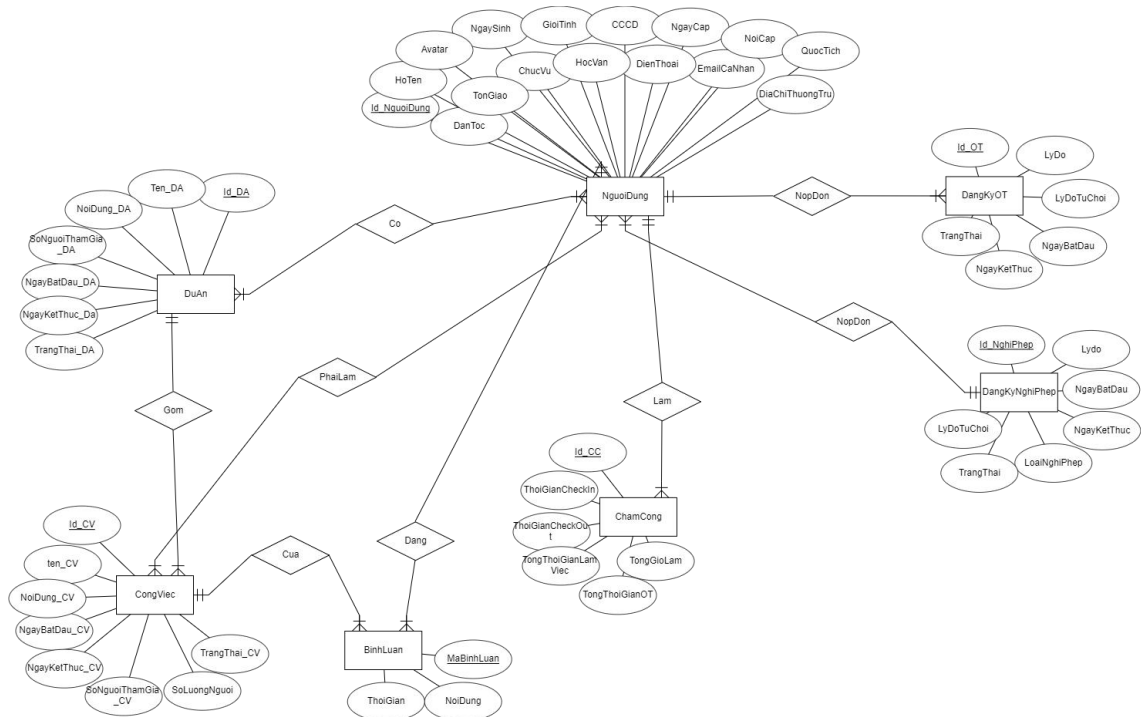 NgaySinh
GioiTinh
CCCD
NgayCap
NoiCap
QuocTich
Avatar
ChucVu
HocVan
DienThoai
EmailCaNhan
HoTen
TonGiao
DiaChiThuongTru
Id_NguoiDung
DanToc
NguoiDung
Id_OT
LyDo
LyDoTuChoi
NgayBatDau
NgayKetThuc
TrangThai
DangKyOT
NopDon
Ten_DA
Id_DA
NoiDung_DA
SoNguoiThamGia
_DA
NgayBatDau_DA
NgayKetThuc_Da
TrangThai_DA
DuAn
Co
NopDon
Id_NghiPhep
Lydo
NgayBatDau
NgayKetThuc
LoaiNghiPhep
TrangThai
LyDoTuChoi
DangKyNghiPhep
PhaiLam
Gom
Lam
Id_CC
ThoiGianCheckIn
ThoiGianCheckOu
t
TongThoiGianLam
Viec
TongThoiGianOT
TongGioLam
ChamCong
Id_CV
ten_CV
NoiDung_CV
NgayBatDau_CV
NgayKetThuc_CV
SoNguoiThamGia
_CV
SoLuongNguoi
TrangThai_CV
CongViec
Cua
Dang
BinhLuan
MaBinhLuan
ThoiGian
NoiDung